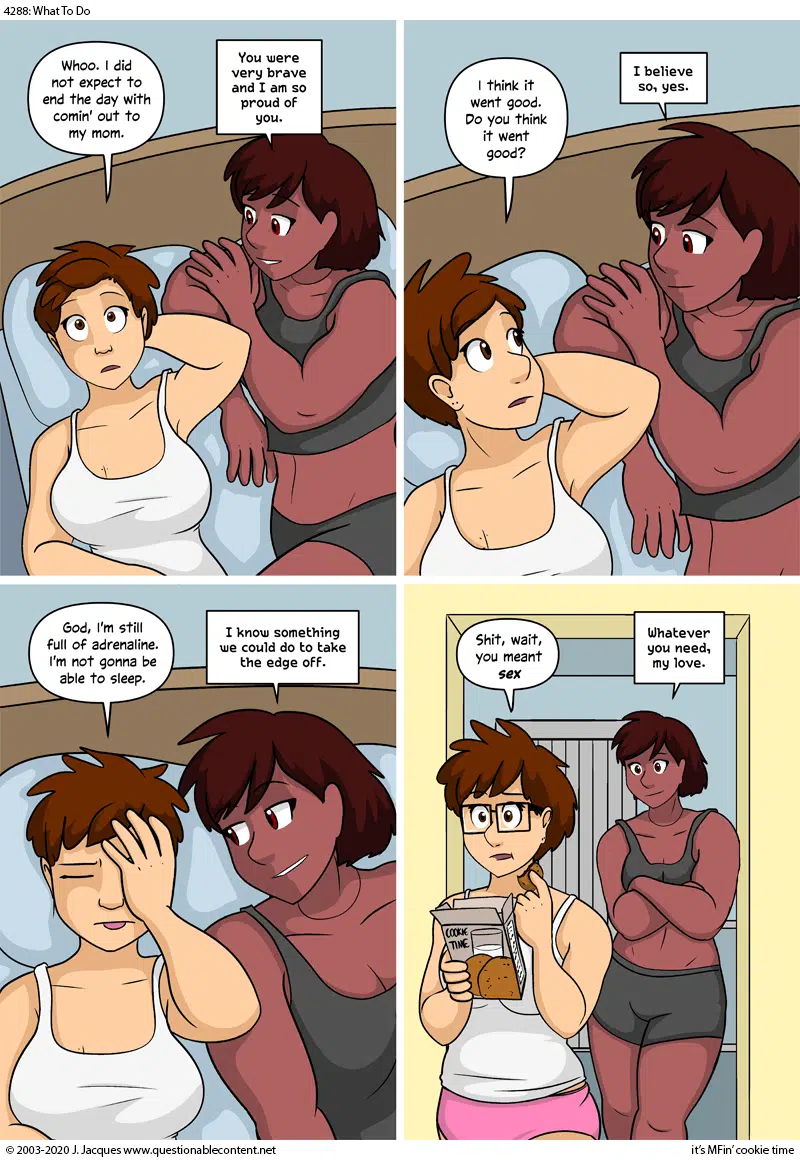 4288: What To Do
Whoo. I did
not expect to
end the day with
comin' out to
my mom.
You were
very brave
and I am so
proud of
you.
I think it
went good.
Do you think
it went
good?
I believe
so, yes.
God, I'm still
full of adrenaline.
I'm not gonna be
able to sleep.
I know something
we could do to take
the edge off.
Shit, wait,
you meant
sex
Whatever
you need,
my love.
COOKIE
TIME
© 2003-2020 J. Jacques www.questionablecontent.net
it's MFin' cookie time